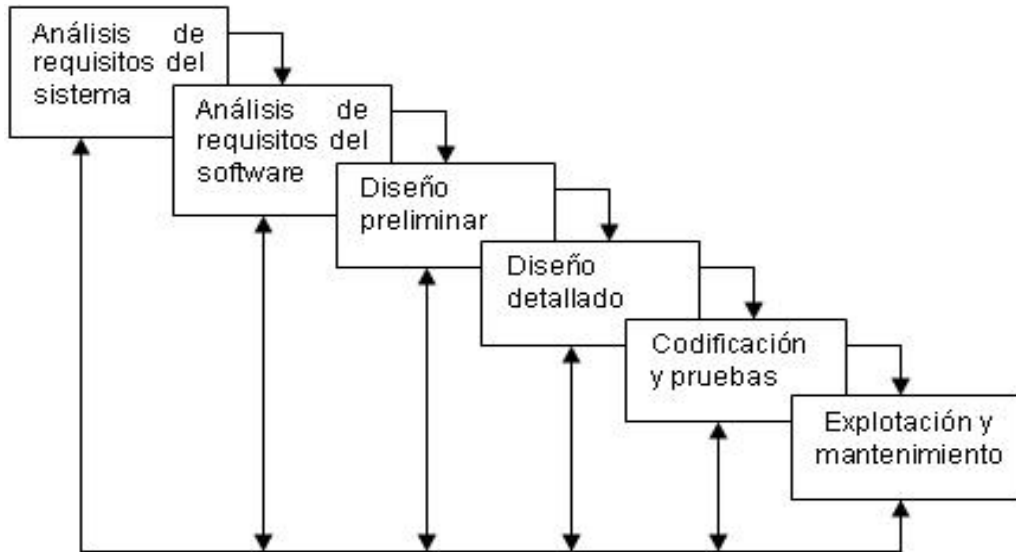 Análisis de
requisitos del
sistema
Análisis de
requisitos del
software
Diseño
preliminar
Diseño
detallado
Codificación
y pruebas
Explotación y
mantenimiento